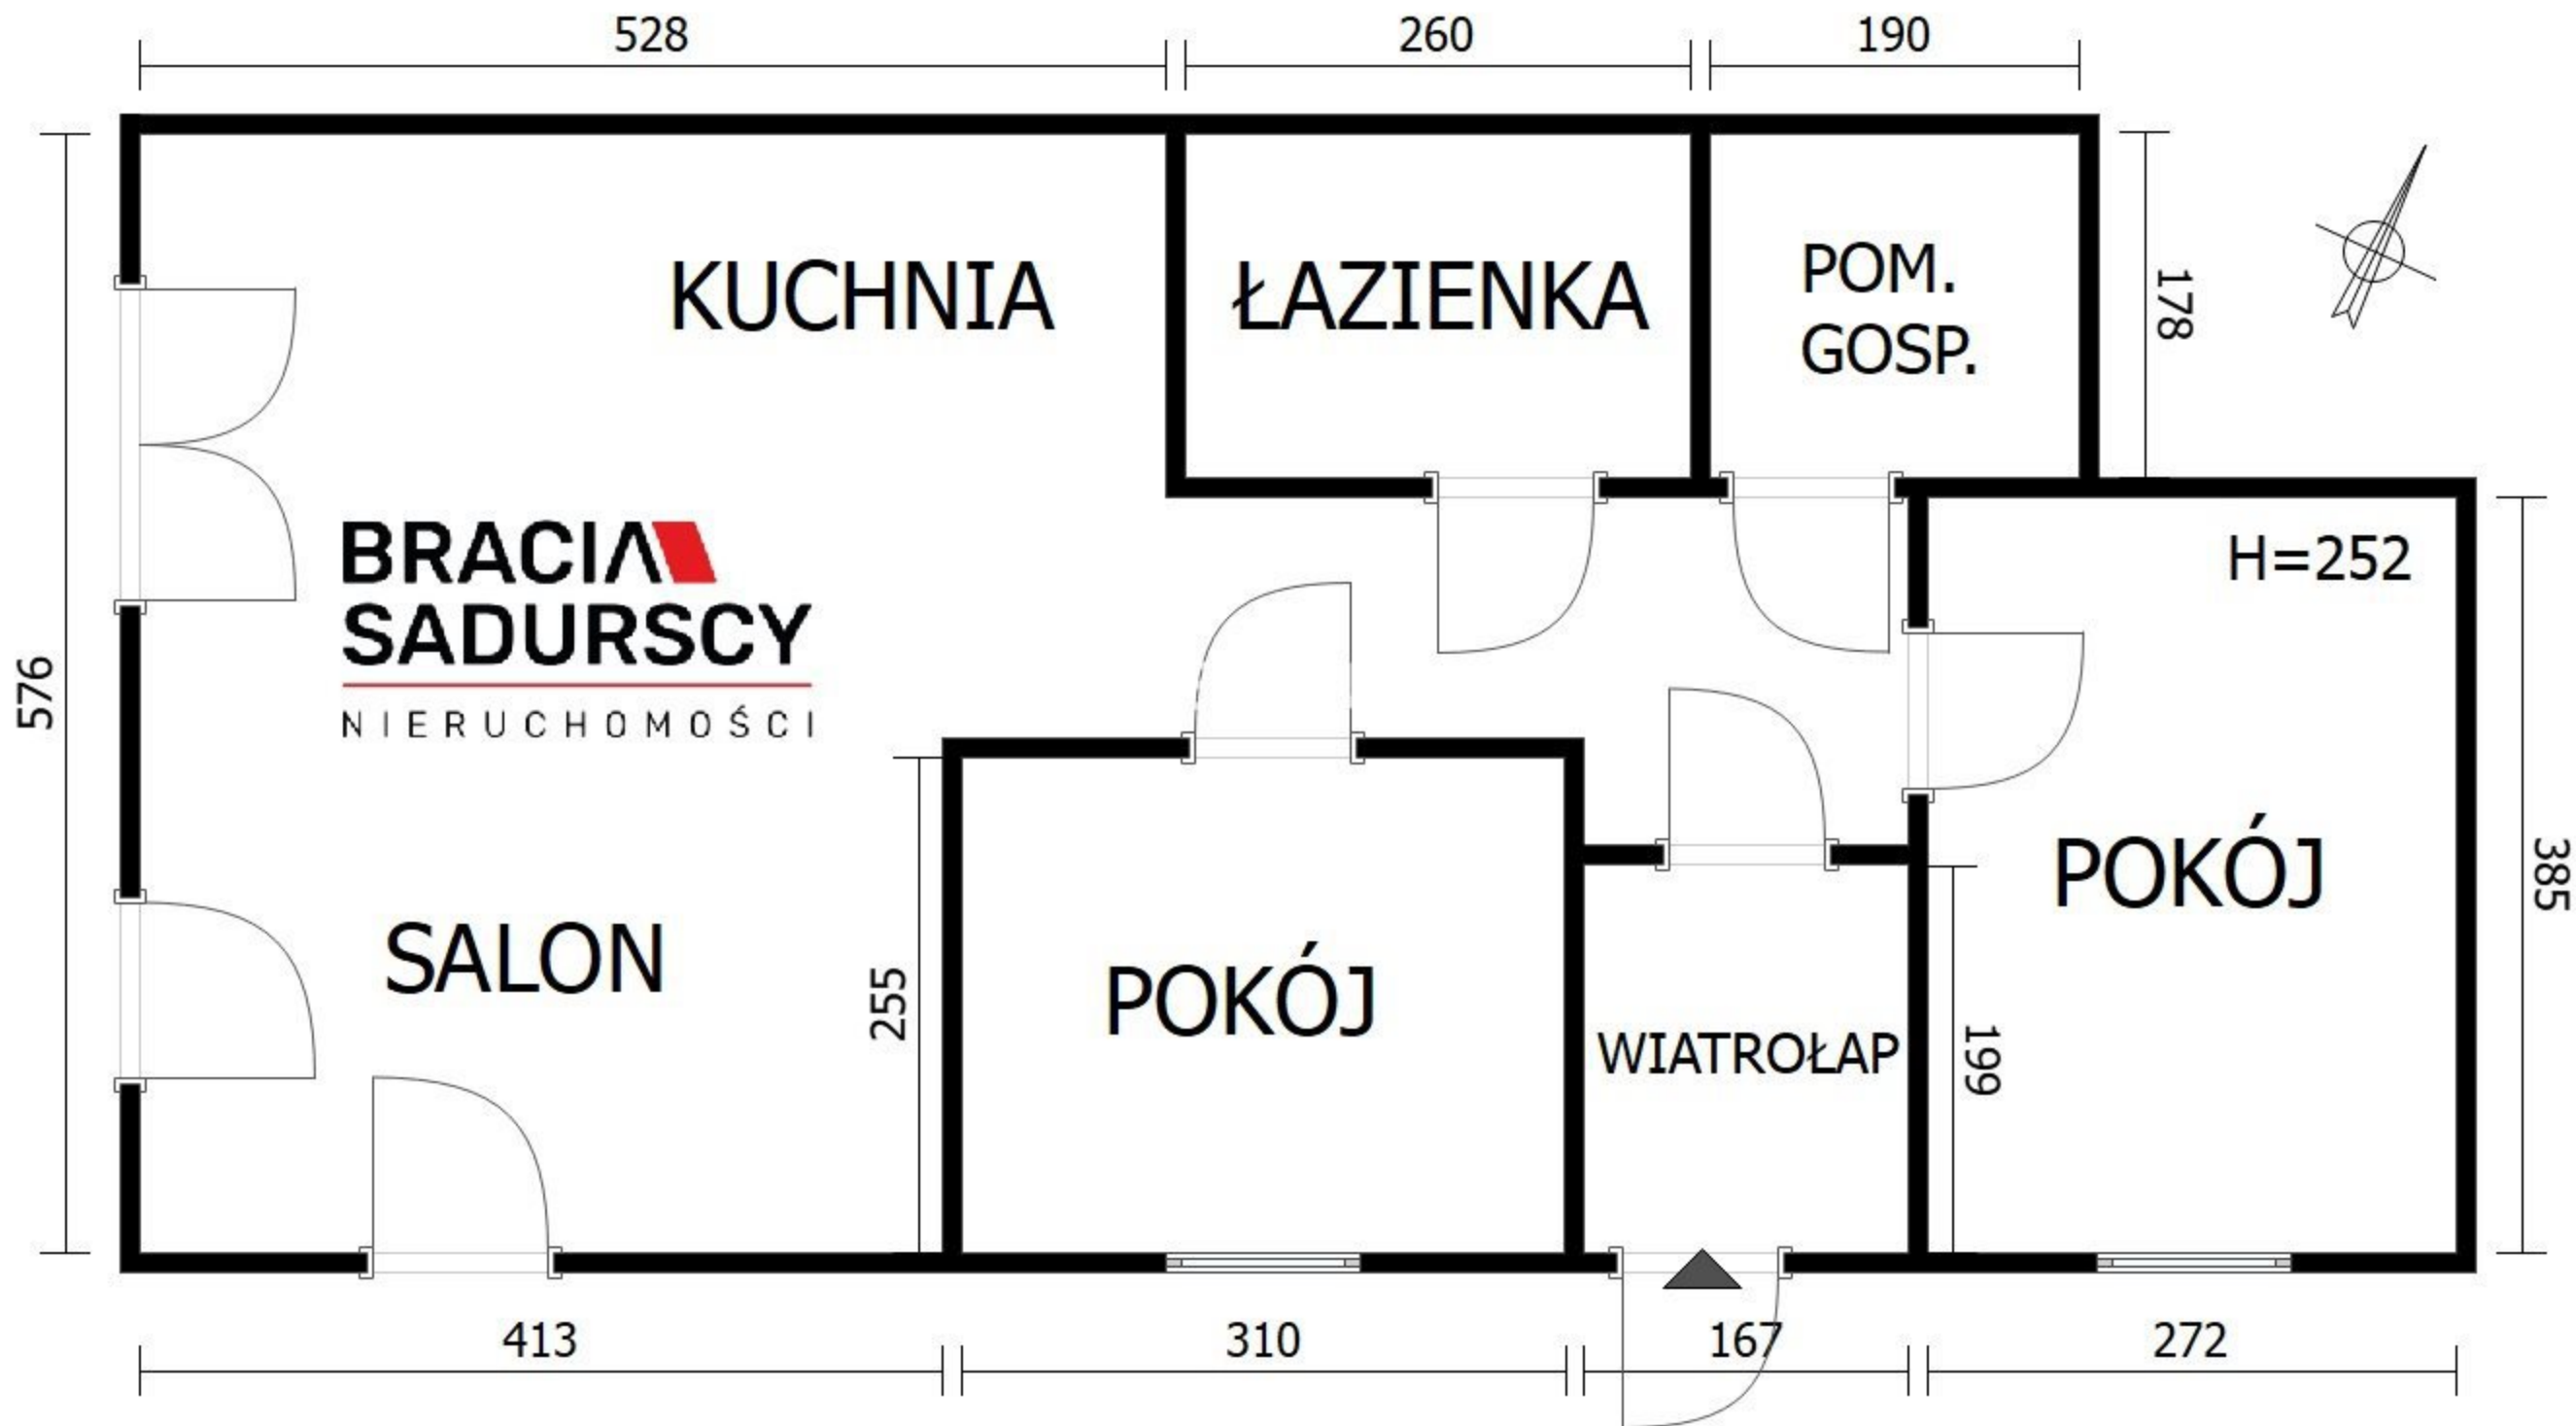 528
260
190
KUCHNIA
ŁAZIENKA
POM.
GOSP.
178
H=252
BRACIA
SADURSCY
NIERUCHOMOŚCI
576
385
POKÓJ
SALON
255
POKÓJ
WIATROŁAP
199
413
310
167
272